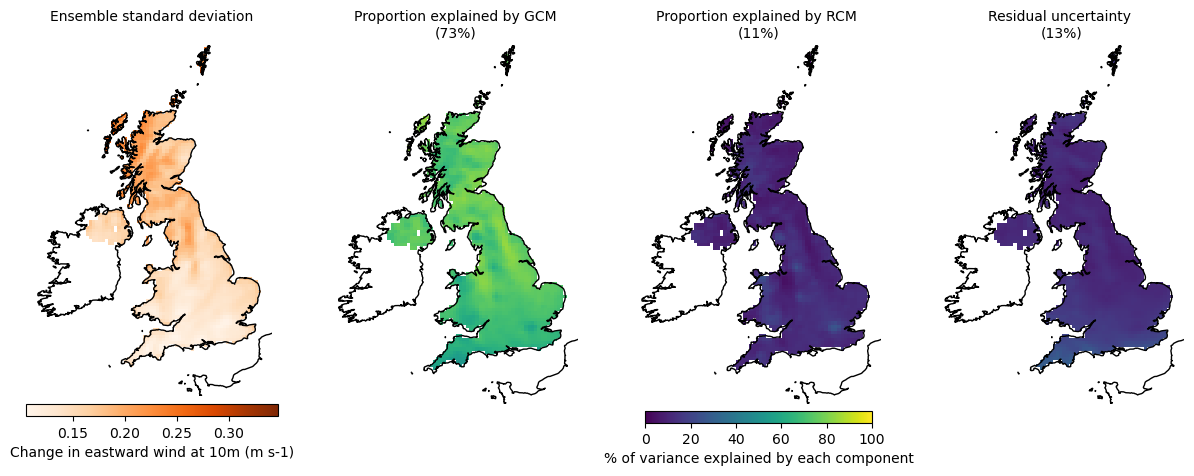 Ensemble standard deviation
Proportion explained by GCM
(73%)
Proportion explained by RCM
(11%)
Residual uncertainty
(13%)
0.15 0.20 0.25 0.30
Change in eastward wind at 10m (m s-1)
0 20 40 60 80 100
% of variance explained by each component